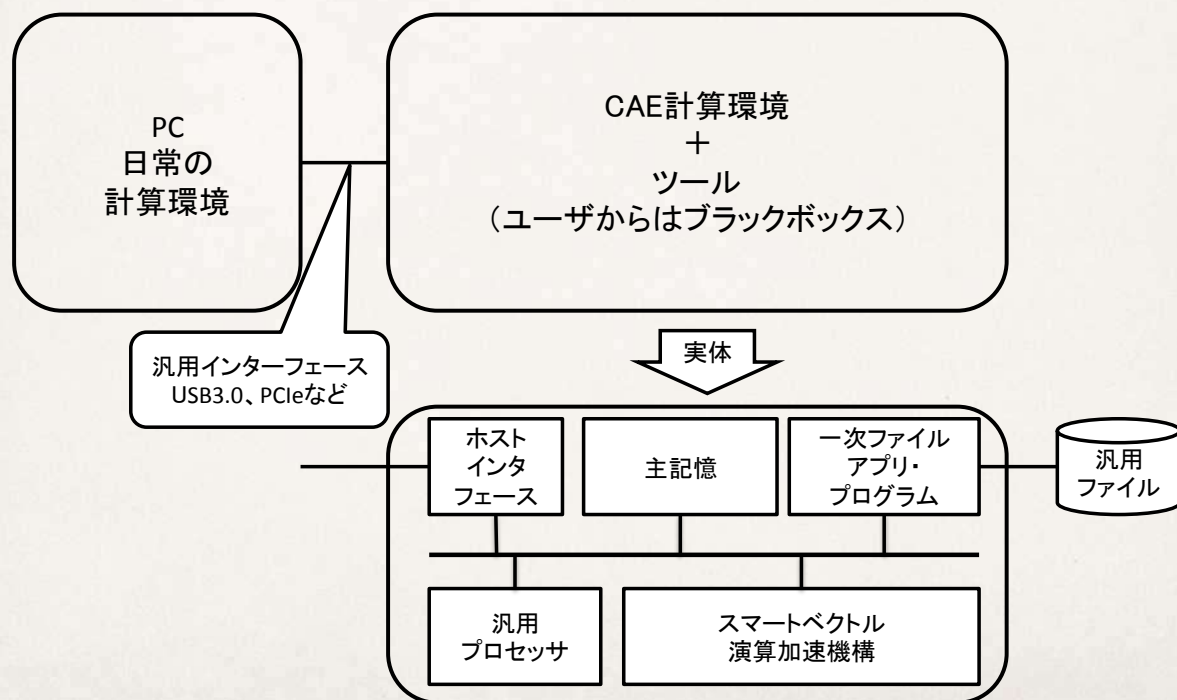 PC
日常の
計算環境
CAE計算環境
＋
ツール
（ユーザからはブラックボックス）
汎用インターフェース
USB3.0、PCIeなど
実体
ホスト
インタ
フェース
主記憶
一次ファイル
アプリ・
プログラム
汎用
ファイル
汎用
プロセッサ
スマートベクトル
演算加速機構